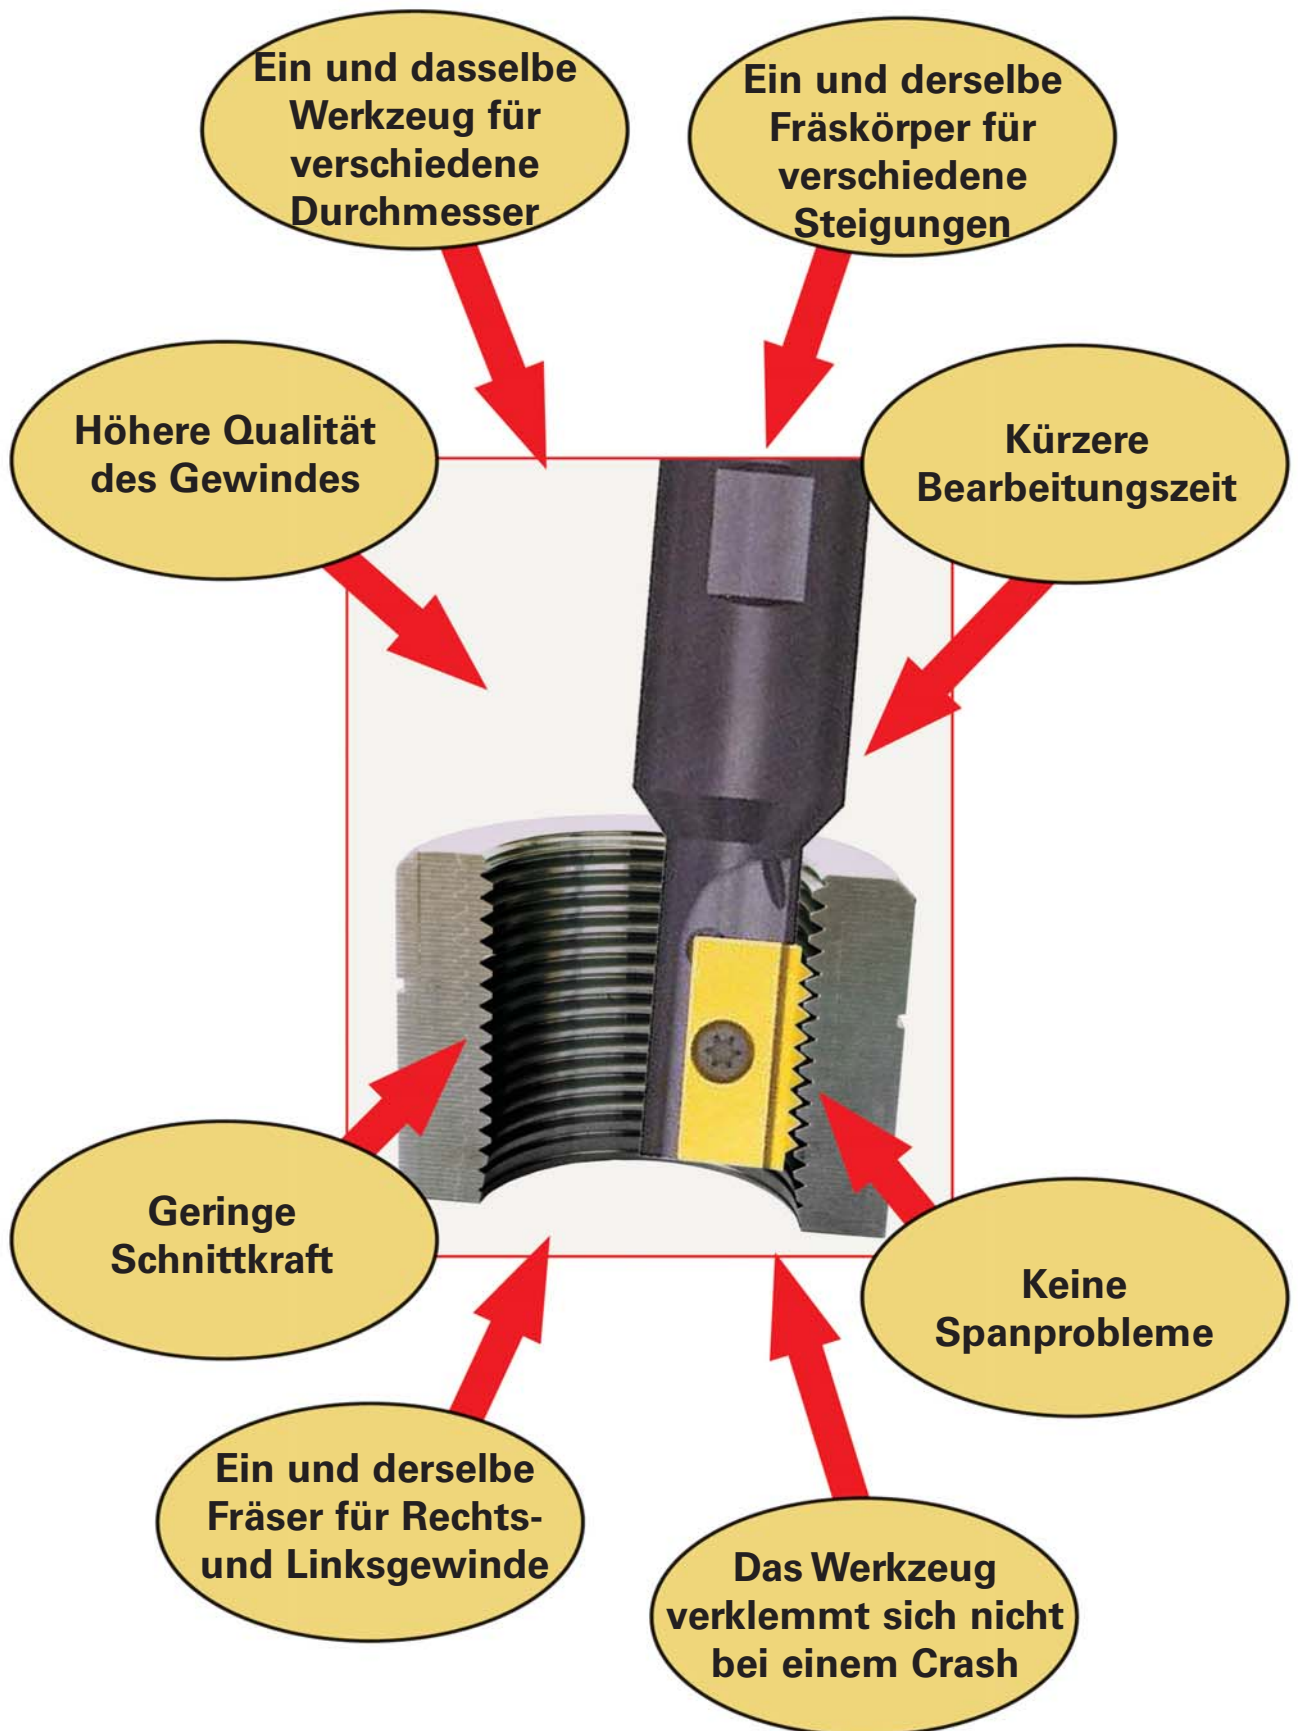 Ein und dasselbe
Werkzeug für
verschiedene
Durchmesser
Ein und derselbe
Fräskörper für
verschiedene
Steigungen
Höhere Qualität
des Gewindes
Kürzere
Bearbeitungszeit
Geringe
Schnittkraft
Keine
Spanprobleme
Ein und derselbe
Fräser für Rechts-
und Linksgewinde
Das Werkzeug
verklemmt sich nicht
bei einem Crash